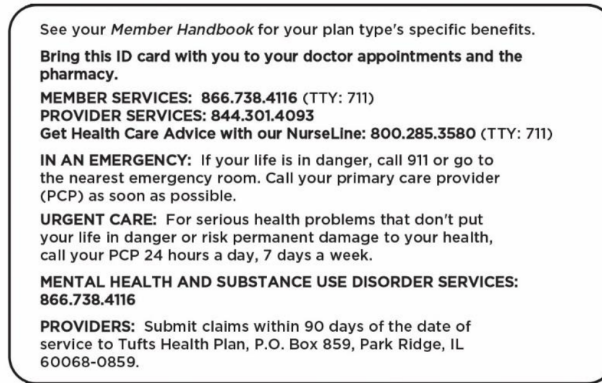 See your Member Handbook for your plan type's specific benefits.
Bring this ID card with you to your doctor appointments and the
pharmacy.
MEMBER SERVICES: 866.738.4116 (TTY: 711)
PROVIDER SERVICES: 844.301.4093
Get Health Care Advice with our NurseLine: 800.285.3580 (TTY: 711)
IN AN EMERGENCY: If your life is in danger, call 911 or go to
the nearest emergency room. Call your primary care provider
(PCP) as soon as possible.
URGENT CARE: For serious health problems that don't put
your life in danger or risk permanent damage to your health,
call your PCP 24 hours a day, 7 days a week.
MENTAL HEALTH AND SUBSTANCE USE DISORDER SERVICES:
866.738.4116
PROVIDERS: Submit claims within 90 days of the date of
service to Tufts Health Plan, P.O. Box 859, Park Ridge, IL
60068-0859.